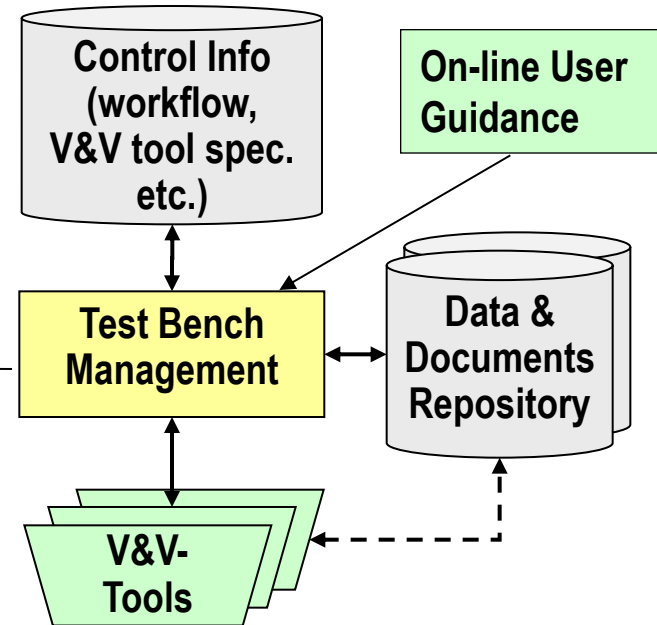 Control Info
(workflow,
V&V tool spec.
etc.)
On-line User
Guidance
Test Bench
Management
Data &
Documents
Repository
V&V-
Tools